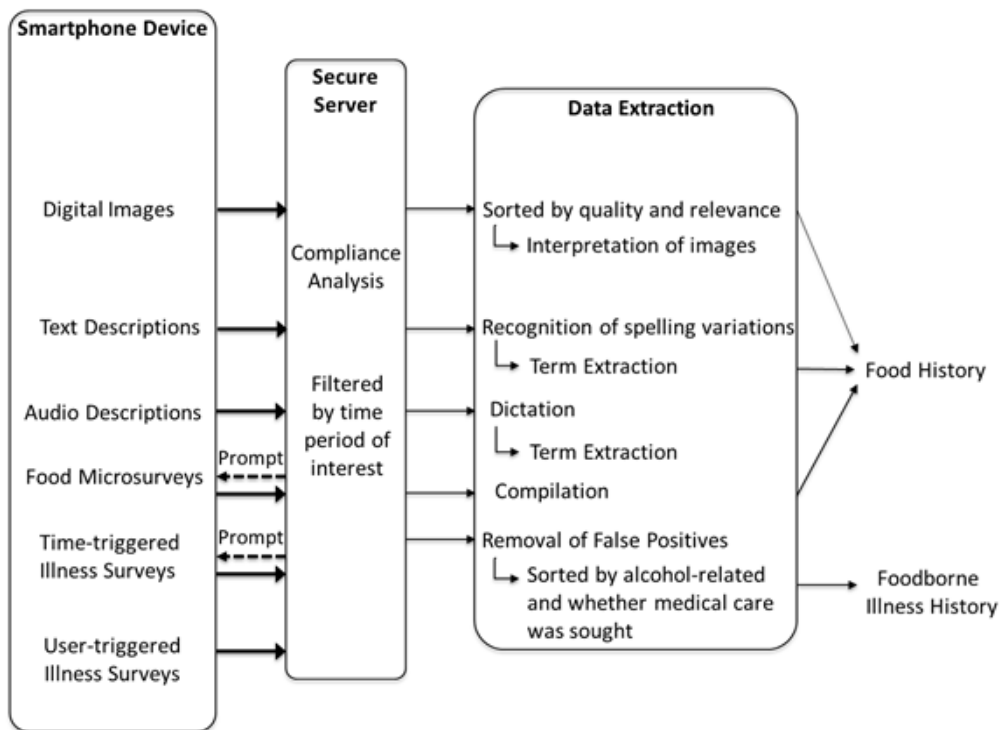 Smartphone Device
Digital Images
Text Descriptions
Audio Descriptions
Food Microsurveys
Time-triggered
Illness Surveys
User-triggered
Illness Surveys
Prompt
Prompt
Secure
Server
Compliance
Analysis
Filtered
by time
period of
interest
Data Extraction
Sorted by quality and relevance
Interpretation of images
Recognition of spelling variations
Term Extraction
Dictation
Term Extraction
Compilation
Removal of False Positives
Sorted by alcohol-related
and whether medical care
was sought
Food History
Foodborne
Illness History